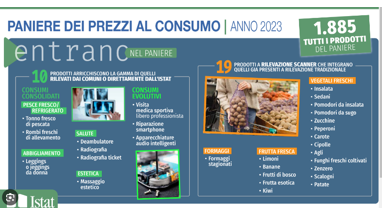 PANIERE DEI PREZZI AL CONSUMO | ANNO 2023
1.885
TUTTI I PRODOTTI
DEL PANIERE
entrano NEL PANIERE
10 PRODOTTI ARRICCHISCONO LA GAMMA DI QUELLI
RILEVATI DAI COMUNI O DIRETTAMENTE DALL'ISTAT
CONSUMI
CONSOLIDATI
PESCE FRESCO/
REFRIGERATO
• Tonno fresco
di pescata
• Rombi freschi
di allevamento
ABBIGLIAMENTO
• Leggings
o jeggings
da donna
SALUTE
• Deambulatore
• Radiografia
• Radiografia ticket
ESTETICA
• Massaggio
estetico
CONSUMI
EVOLUTIVI
• Visita
medica sportiva
libero professionista
• Riparazione
smartphone
• Apparecchiature
audio intelligenti
19 PRODOTTI A RILEVAZIONE SCANNER CHE INTEGRANO
QUELLI GIA PRESENTI A RILEVAZIONE TRADIZIONALE
FORMAGGI
• Formaggi
stagionati
FRUTTA FRESCA
• Limoni
• Banane
• Frutti di bosco
• Frutta esotica
• Kiwi
VEGETALI FRESCHI
• Insalata
• Sedani
• Pomodori da insalata
• Pomodori da sugo
• Zucchine
• Peperoni
• Carote
• Cipolle
• Agli
• Funghi freschi coltivati
• Zenzero
• Scalogni
• Patate
Istat